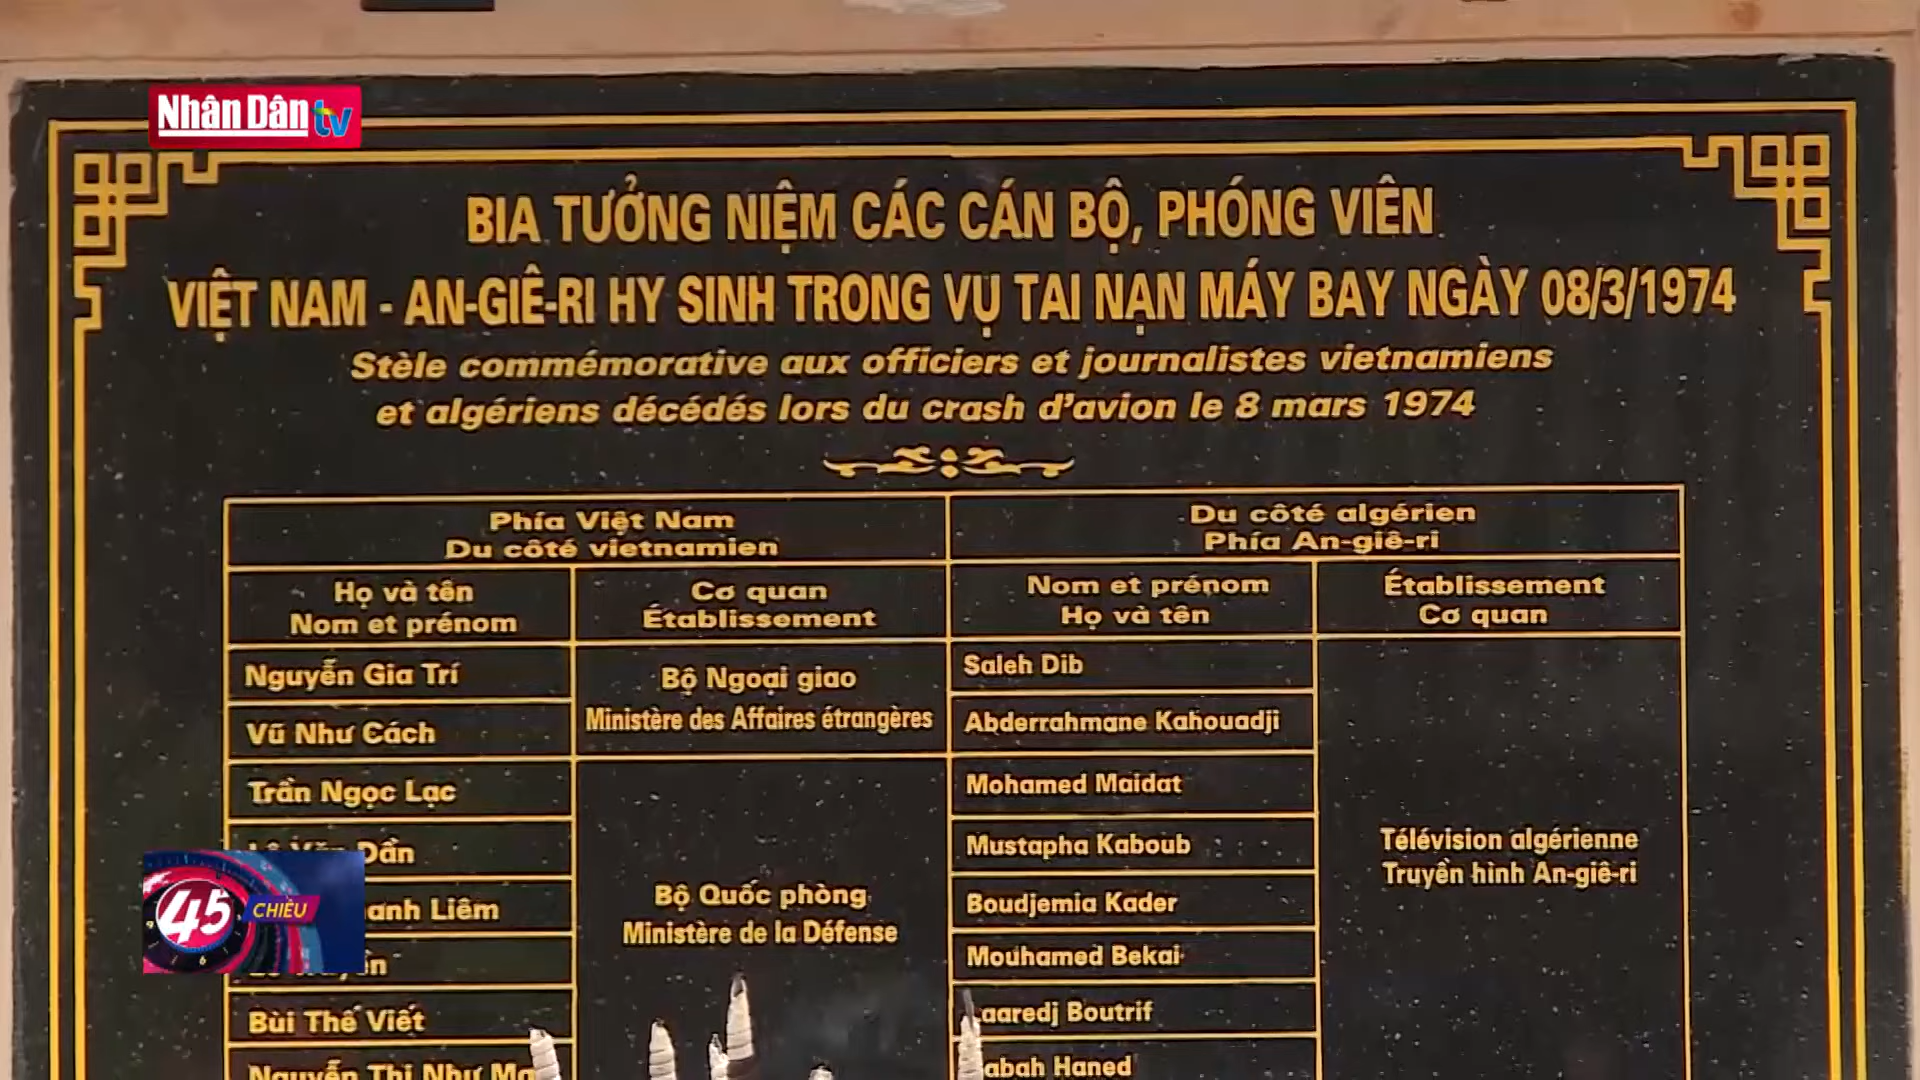 Nhân Dân tv
BIA TƯỞNG NIỆM CÁC CÁN BỘ, PHÓNG VIÊN
VIỆT NAM - AN-GIÊ-RI HY SINH TRONG VỤ TAI NẠN MÁY BAY NGÀY 08/3/1974
Stèle commémorative aux officiers et journalistes vietnamiens
et algériens décédés lors du crash d'avion le 8 mars 1974
Phía Việt Nam
Du côté vietnamien
Du côté algérien
Phía An-giê-ri
Họ và tên
Nom et prénom
Cơ quan
Établissement
Nom et prénom
Họ và tên
Établissement
Cơ quan
Nguyễn Gia Trí
Vũ Như Cách
Bộ Ngoại giao
Ministère des Affaires étrangères
Saleh Dib
Abderrahmane Kahouadji
Trần Ngọc Lạc
Dần
Liêm
Bùi Thế Viết
Nguyễn Thị Như
Bộ Quốc phòng
Ministère de la Défense
Mohamed Maidat
Mustapha Kaboub
Boudjemia Kader
Mouhamed Bekai
Boutrif
Haned
Télévision algérienne
Truyền hình An-giê-ri
45 CHIỀU
9
6